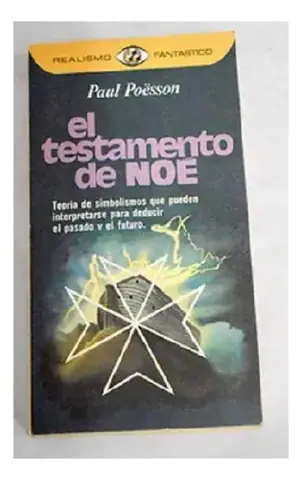 REALISMO FANTASTICO
Paul Poësson
el
testamento
de NOÉ
Teoría de simbolismos que pueden
interpretarse para deducir
el pasado y el futuro.